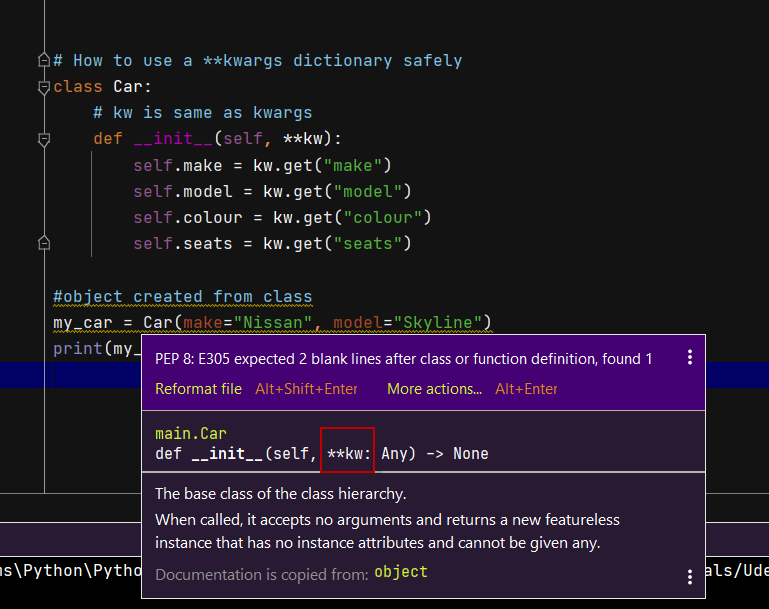 # How to use a **kwargs dictionary safely
class Car:
# kw is same as kwargs
def __init__(self, **kw):
self.make = kw.get("make")
self.model = kw.get("model")
self.colour = kw.get("colour")
self.seats = kw.get("seats")
#object created from class
my_car = Car(make="Nissan", model="Skyline")
print(my_
PEP 8: E305 expected 2 blank lines after class or function definition, found 1
Reformat file Alt+Shift+Enter More actions... Alt+Enter
main.Car
def __init__(self, **kw: Any) -> None
The base class of the class hierarchy.
When called, it accepts no arguments and returns a new featureless
instance that has no instance attributes and cannot be given any.
Documentation is copied from: object
ns\Python\Pytho als/Ude